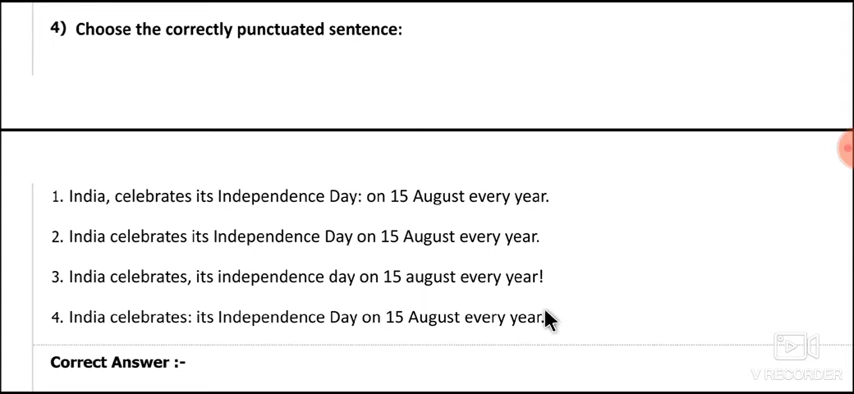 4) Choose the correctly punctuated sentence:
1. India, celebrates its Independence Day: on 15 August every year.
2. India celebrates its Independence Day on 15 August every year.
3. India celebrates, its independence day on 15 august every year!
4. India celebrates: its Independence Day on 15 August every year.
Correct Answer :-
V RECORDER